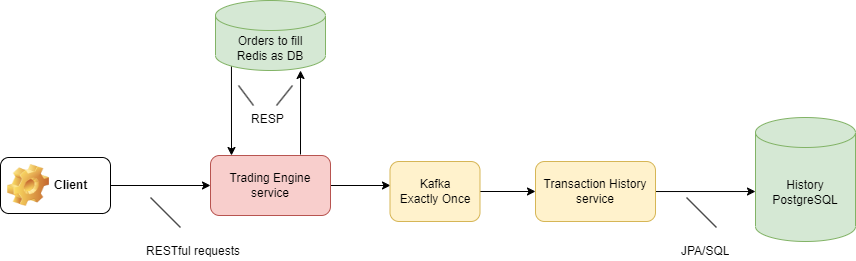 Orders to fill
Redis as DB
RESP
Client
Trading Engine
service
Kafka
Exactly Once
Transaction History
service
History
PostgreSQL
RESTful requests
JPA/SQL